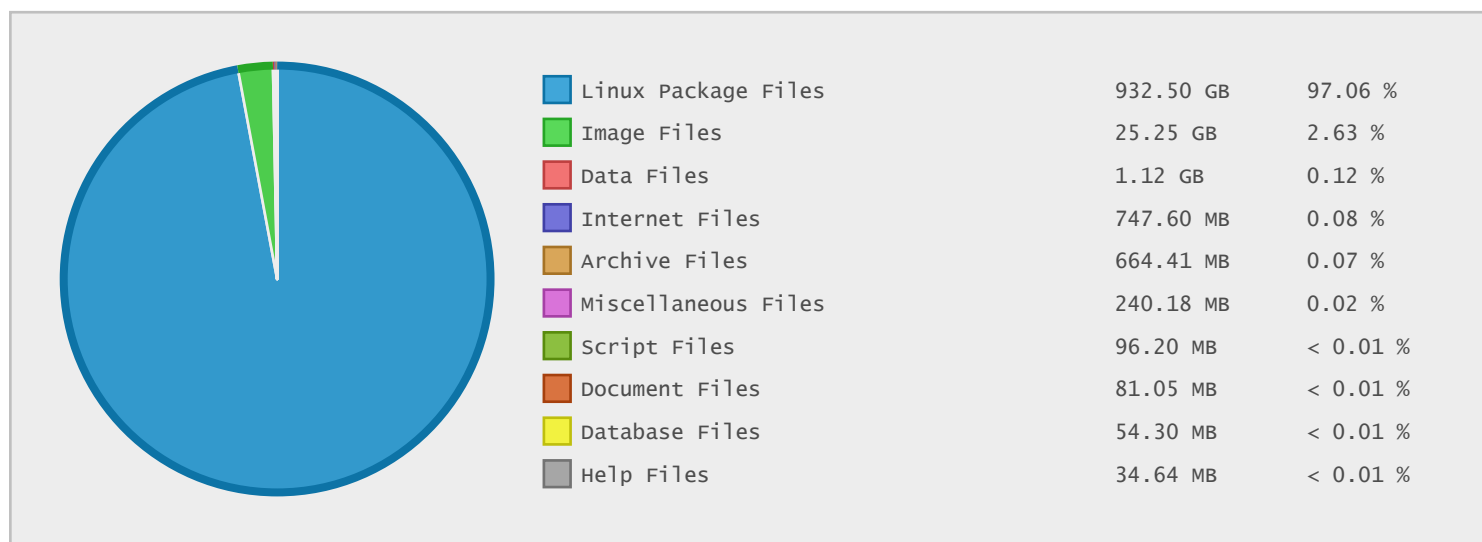 Linux Package Files 932.50 GB 97.06 %
Image Files 25.25 GB 2.63 %
Data Files 1.12 GB 0.12 %
Internet Files 747.60 MB 0.08 %
Archive Files 664.41 MB 0.07 %
Miscellaneous Files 240.18 MB 0.02 %
Script Files 96.20 MB < 0.01 %
Document Files 81.05 MB < 0.01 %
Database Files 54.30 MB < 0.01 %
Help Files 34.64 MB < 0.01 %